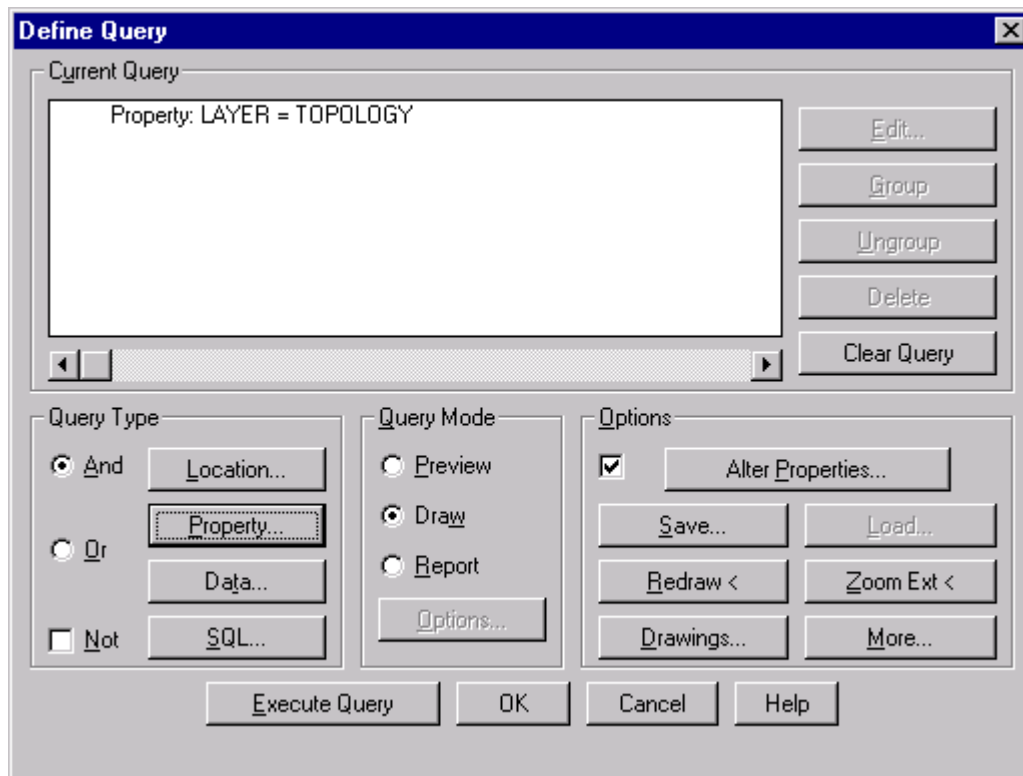 Define Query
Current Query
Property: LAYER = TOPOLOGY
Edit...
Group
Ungroup
Delete
Clear Query
Query Type
And
Or
Not
Location...
Property...
Data...
SQL...
Query Mode
Preview
Draw
Report
Options...
Options
Alter Properties...
Save...
Load...
Redraw <
Zoom Ext <
Drawings...
More...
Execute Query
OK
Cancel
Help